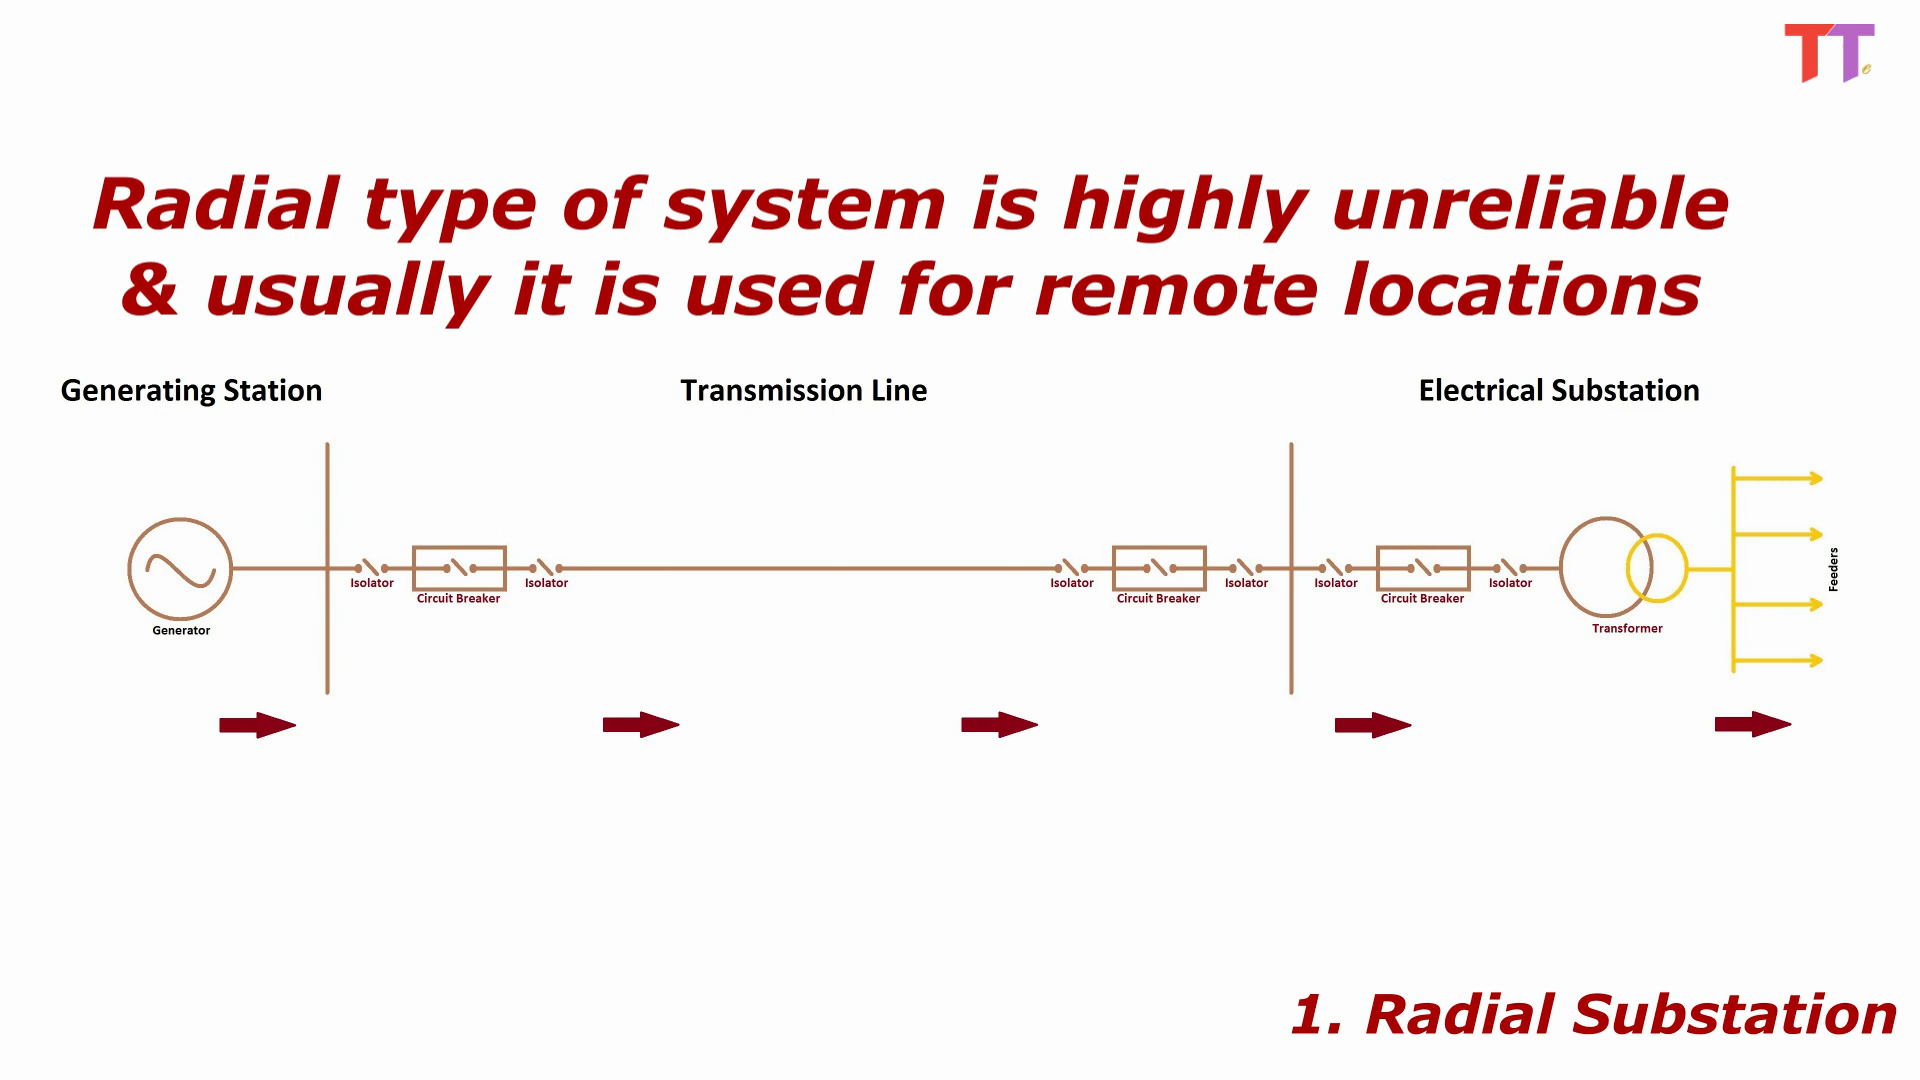 TTe
Radial type of system is highly unreliable
& usually it is used for remote locations
Generating Station
Transmission Line
Electrical Substation
Isolator
Isolator
Isolator
Isolator
Isolator
Isolator
Circuit Breaker
Circuit Breaker
Circuit Breaker
Generator
Transformer
Feeders
1. Radial Substation